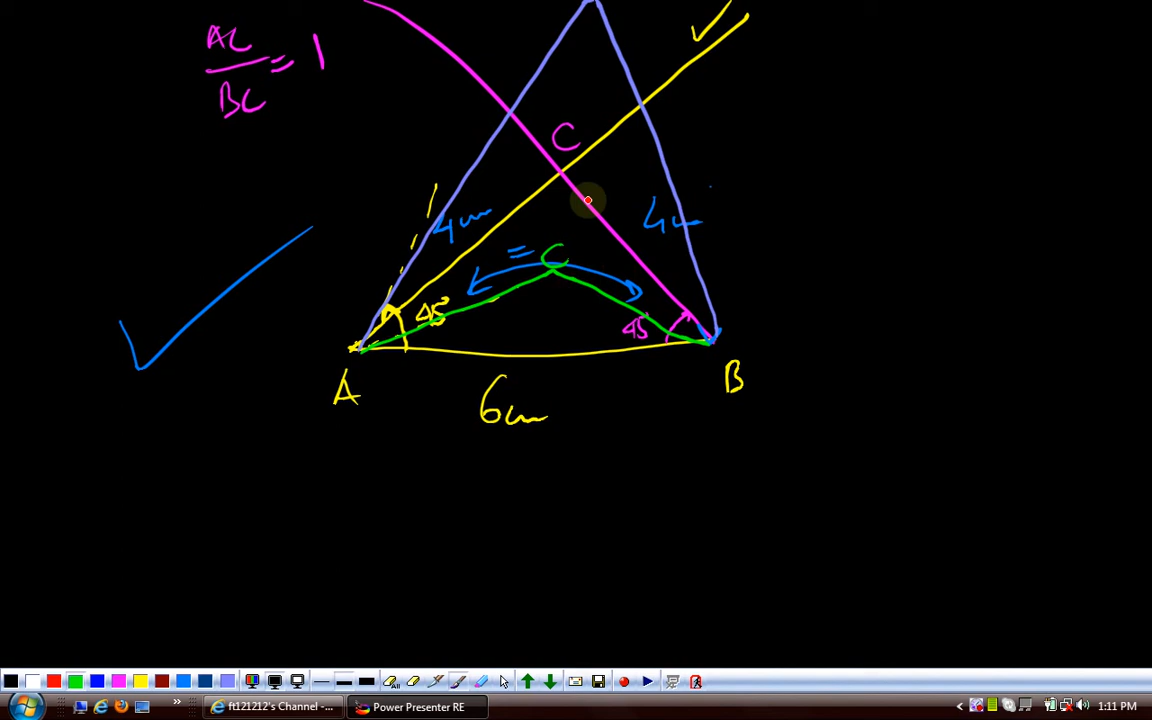 AC
BC
= 1
C
4cm
4cm
=
C
45°
45
A
B
6cm
ft121212's Channel -...
Power Presenter RE
1:11 PM